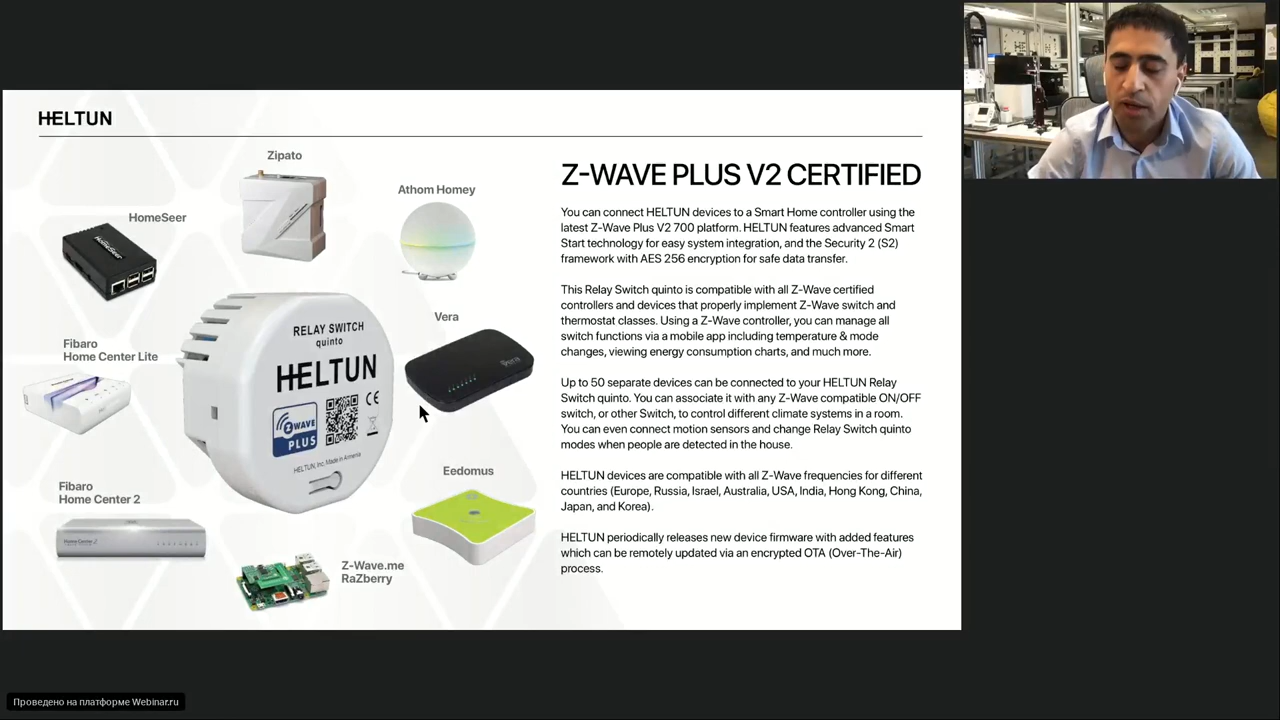 HELTUN
Zipato
Athom Homey
HomeSeer
HomeSeer
Vera
Vera
Fibaro
Home Center Lite
RELAY SWITCH
quinto
HELTUN
Z WAVE
PLUS
CE
HELTUN, Inc, Made in Armenia
Eedomus
Fibaro
Home Center 2
Home Center 2
Z-Wave.me
RaZberry
Z-WAVE PLUS V2 CERTIFIED
You can connect HELTUN devices to a Smart Home controller using the
latest Z-Wave Plus V2 700 platform. HELTUN features advanced Smart
Start technology for easy system integration, and the Security 2 (S2)
framework with AES 256 encryption for safe data transfer.
This Relay Switch quinto is compatible with all Z-Wave certified
controllers and devices that properly implement Z-Wave switch and
thermostat classes. Using a Z-Wave controller, you can manage all
switch functions via a mobile app including temperature & mode
changes, viewing energy consumption charts, and much more.
Up to 50 separate devices can be connected to your HELTUN Relay
Switch quinto. You can associate it with any Z-Wave compatible ON/OFF
switch, or other Switch, to control different climate systems in a room.
You can even connect motion sensors and change Relay Switch quinto
modes when people are detected in the house.
HELTUN devices are compatible with all Z-Wave frequencies for different
countries (Europe, Russia, Israel, Australia, USA, India, Hong Kong, China,
Japan, and Korea).
HELTUN periodically releases new device firmware with added features
which can be remotely updated via an encrypted OTA (Over-The-Air)
process.
Проведено на платформе Webinar.ru